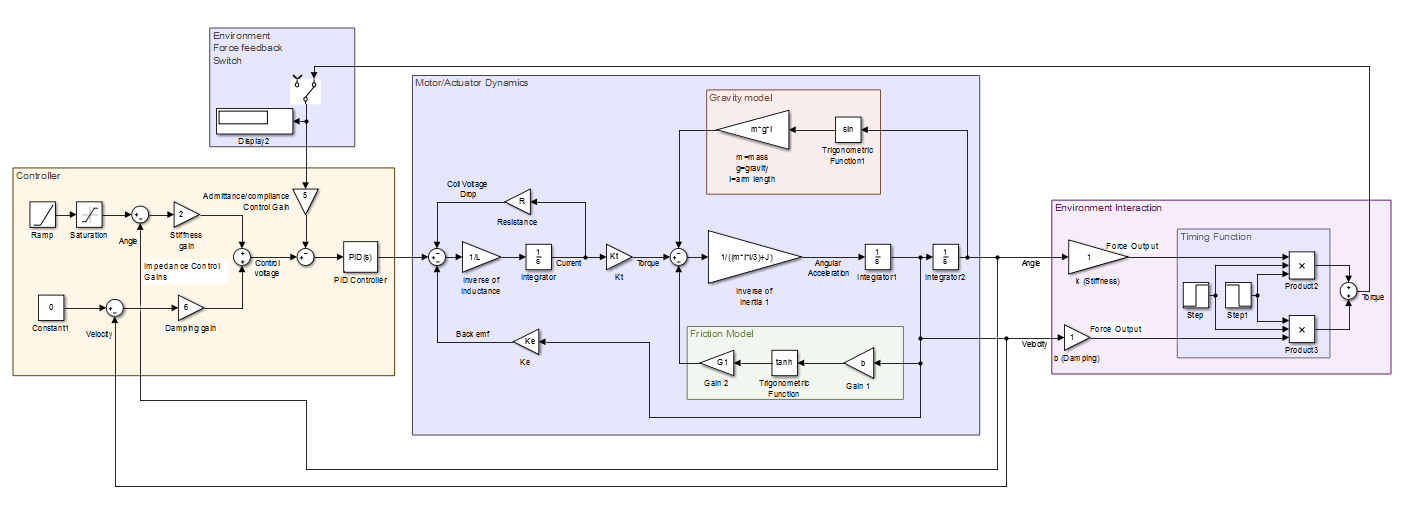 Environment
Force feedback
Switch
Display2
Controller
Ramp
Saturation
Angle
2
Stiffness
gain
Impedance Control
Gains
0
Constant1
Velocity
6
Damping gain
Control
voltage
Admittance/compliance
Control Gain
5
PID(s)
PID Controller
Motor/Actuator Dynamics
Coil Voltage
Drop
R
Resistance
1/L
Inverse of
Inductance
1
s
Integrator
Current
Kt
Kt
Torque
Back emf
Ke
Ke
Gravity model
m*g*l
m=mass
g=gravity
l=arm length
sin
Trigonometric
Function1
1/((m*l*l/3)+J)
Inverse of
Inertia 1
Angular
Acceleration
1
s
Integrator1
1
s
Integrator2
Friction Model
G1
Gain 2
tanh
Trigonometric
Function
b
Gain 1
Angle
Velocity
Environment Interaction
1
Force Output
k (Stiffness)
1
Force Output
b (Damping)
Timing Function
Step
Step1
×
Product2
×
Product3
Torque